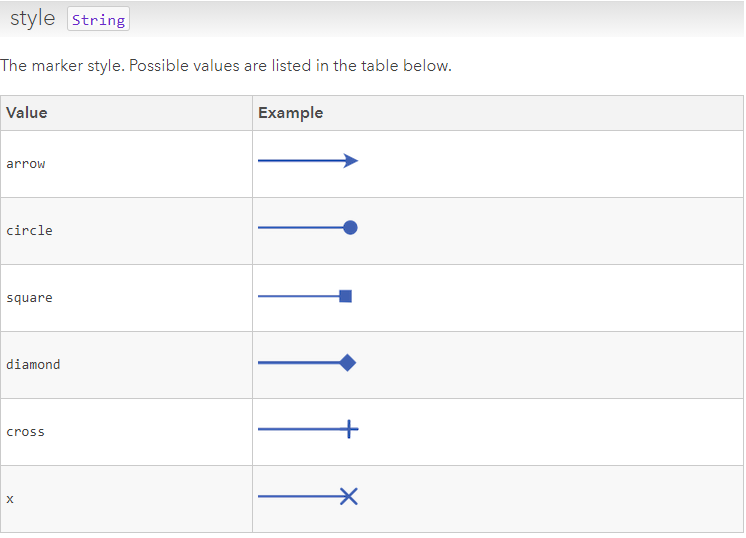 style String
The marker style. Possible values are listed in the table below.
Value Example
arrow
circle
square
diamond
cross
x